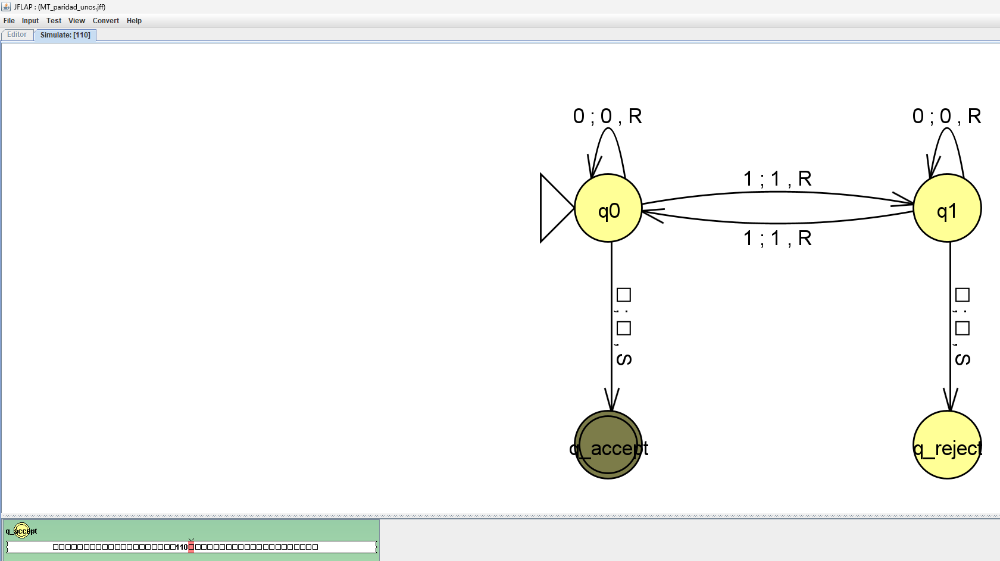 JFLAP : (MT_paridad_unos.jff)
File Input Test View Convert Help
Editor Simulate: [110]
0 ; 0 , R 0 ; 0 , R
1 ; 1 , R
q0 q1
1 ; 1 , R
□ ; □ , S □ ; □ , S
q_accept q_reject
q_accept
□□□□□□□□□□□□□□□□□□□□110□□□□□□□□□□□□□□□□□□□□□